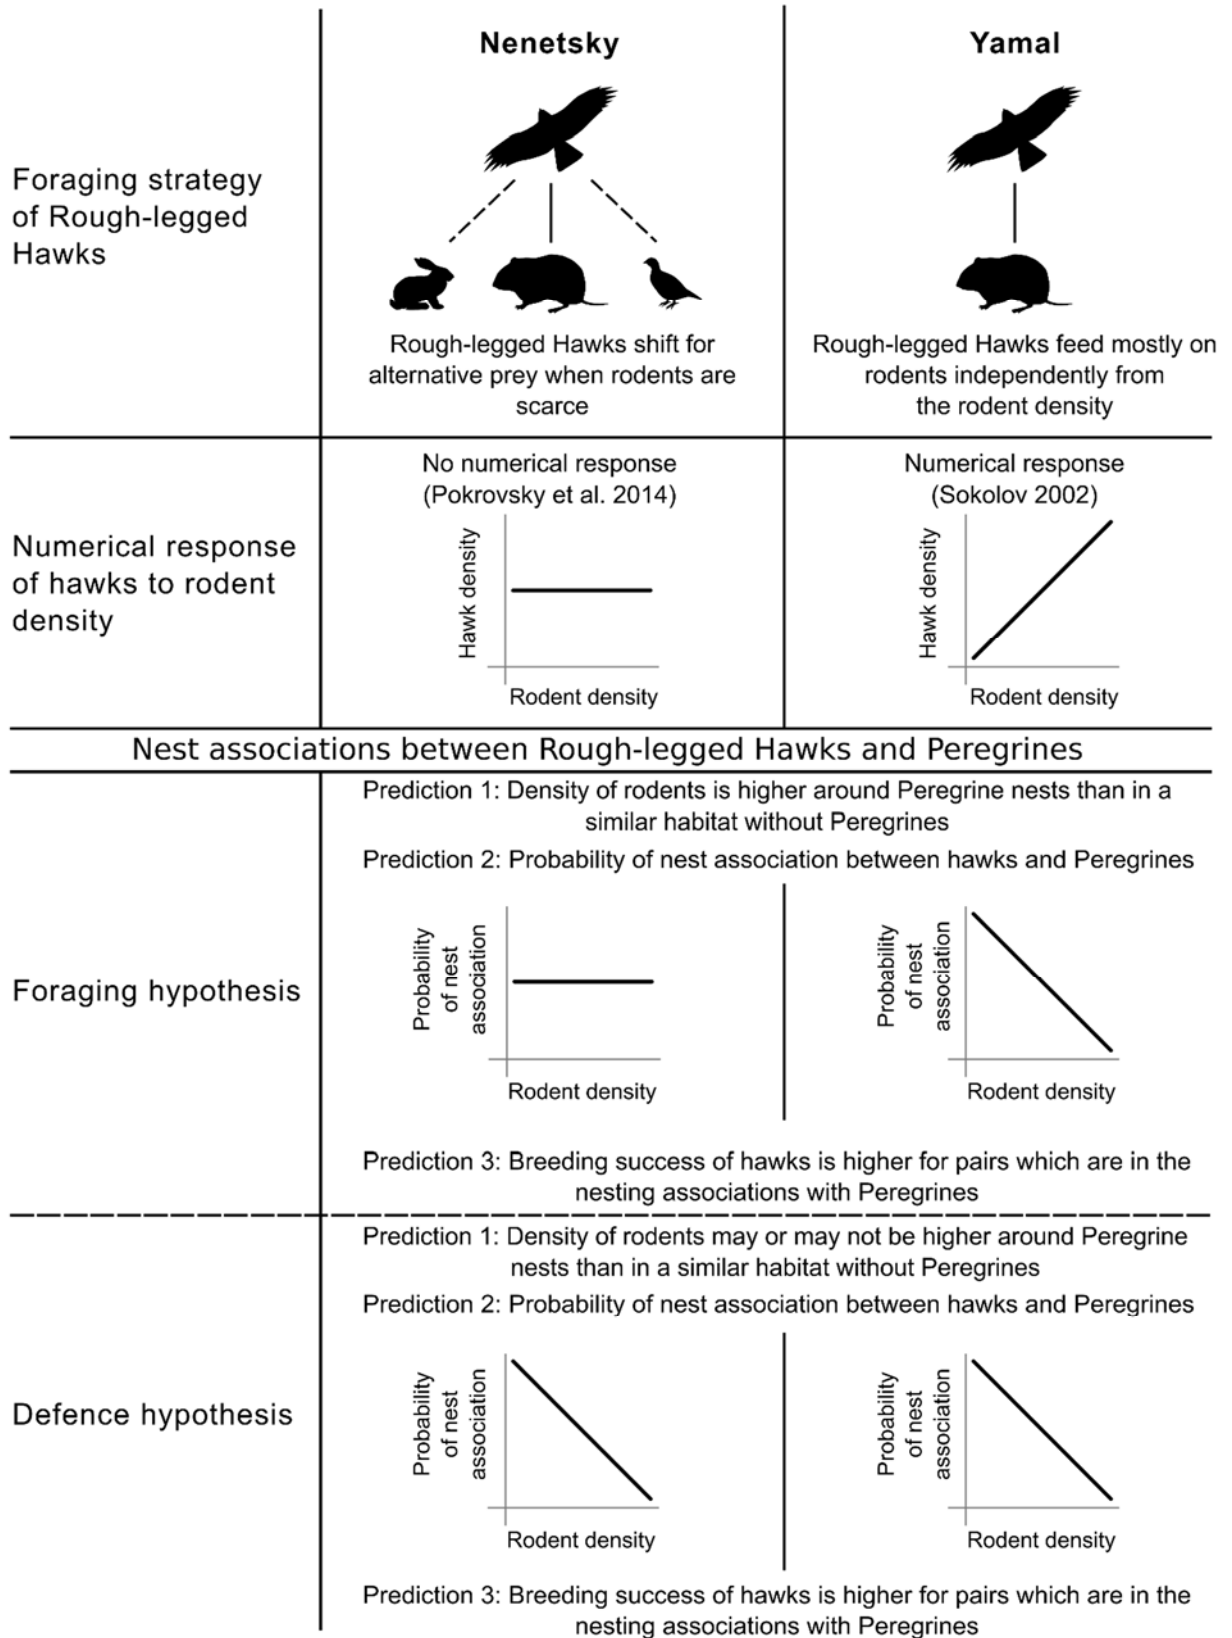 Nenetsky
Yamal
Foraging strategy
of Rough-legged
Hawks
Rough-legged Hawks shift for
alternative prey when rodents are
scarce
Rough-legged Hawks feed mostly on
rodents independently from
the rodent density
Numerical response
of hawks to rodent
density
No numerical response
(Pokrovsky et al. 2014)
Hawk density
Rodent density
Numerical response
(Sokolov 2002)
Hawk density
Rodent density
Nest associations between Rough-legged Hawks and Peregrines
Foraging hypothesis
Prediction 1: Density of rodents is higher around Peregrine nests than in a
similar habitat without Peregrines
Prediction 2: Probability of nest association between hawks and Peregrines
Probability
of nest
association
Rodent density
Probability
of nest
association
Rodent density
Prediction 3: Breeding success of hawks is higher for pairs which are in the
nesting associations with Peregrines
Defence hypothesis
Prediction 1: Density of rodents may or may not be higher around Peregrine
nests than in a similar habitat without Peregrines
Prediction 2: Probability of nest association between hawks and Peregrines
Probability
of nest
association
Rodent density
Probability
of nest
association
Rodent density
Prediction 3: Breeding success of hawks is higher for pairs which are in the
nesting associations with Peregrines